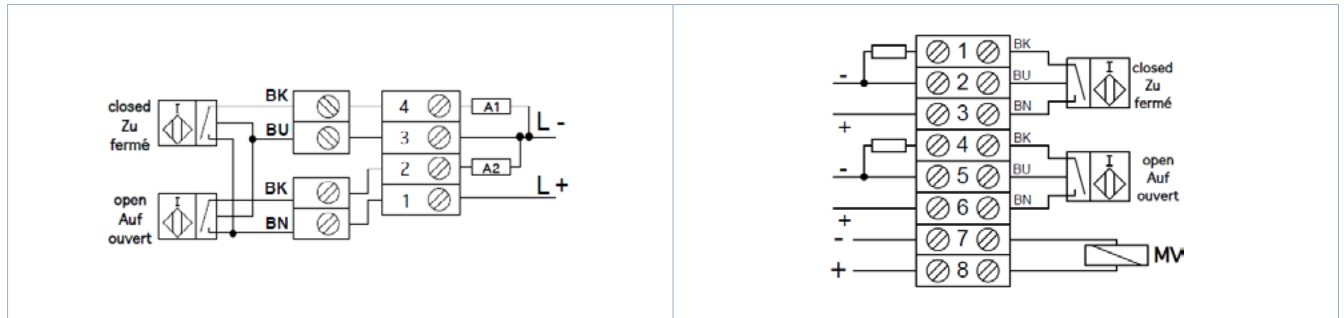 BK
closed
Zu
fermé
4
A1
L -
BU
3
2
A2
BK
L +
open
Auf
ouvert
BN
1
1
BK
closed
Zu
fermé
-
2
BU
3
BN
+
4
BK
open
Auf
ouvert
-
5
BU
6
BN
+
-
7
MV
+
8
I
I
I
I